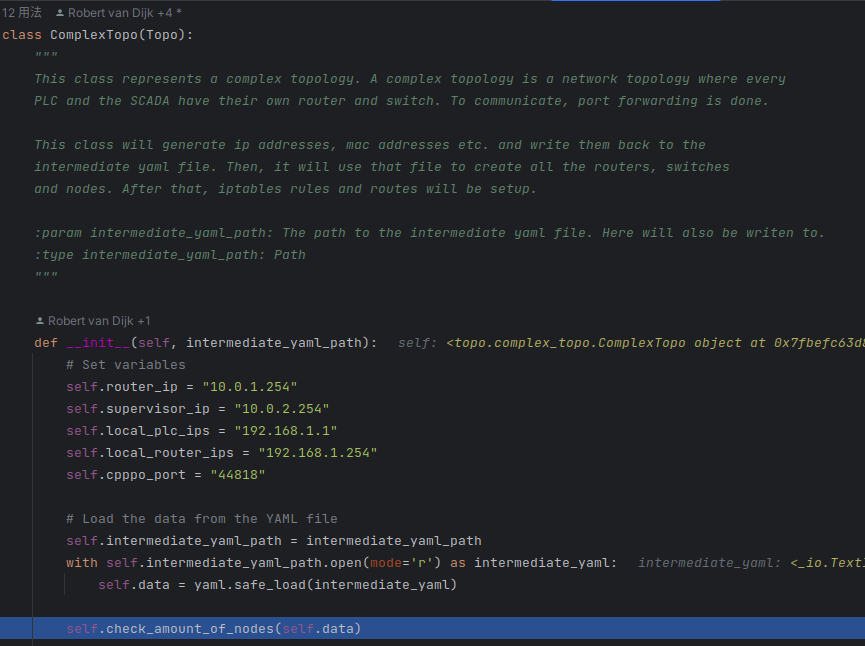 12 用法 Robert van Dijk +4 *
class ComplexTopo(Topo):
"""
This class represents a complex topology. A complex topology is a network topology where every
PLC and the SCADA have their own router and switch. To communicate, port forwarding is done.
This class will generate ip addresses, mac addresses etc. and write them back to the
intermediate yaml file. Then, it will use that file to create all the routers, switches
and nodes. After that, iptables rules and routes will be setup.
:param intermediate_yaml_path: The path to the intermediate yaml file. Here will also be writen to.
:type intermediate_yaml_path: Path
"""
Robert van Dijk +1
def __init__(self, intermediate_yaml_path): self: <topo.complex_topo.ComplexTopo object at 0x7fbefc63d8
# Set variables
self.router_ip = "10.0.1.254"
self.supervisor_ip = "10.0.2.254"
self.local_plc_ips = "192.168.1.1"
self.local_router_ips = "192.168.1.254"
self.cpppo_port = "44818"
# Load the data from the YAML file
self.intermediate_yaml_path = intermediate_yaml_path
with self.intermediate_yaml_path.open(mode='r') as intermediate_yaml: intermediate_yaml: <_io.TextI
self.data = yaml.safe_load(intermediate_yaml)
self.check_amount_of_nodes(self.data)